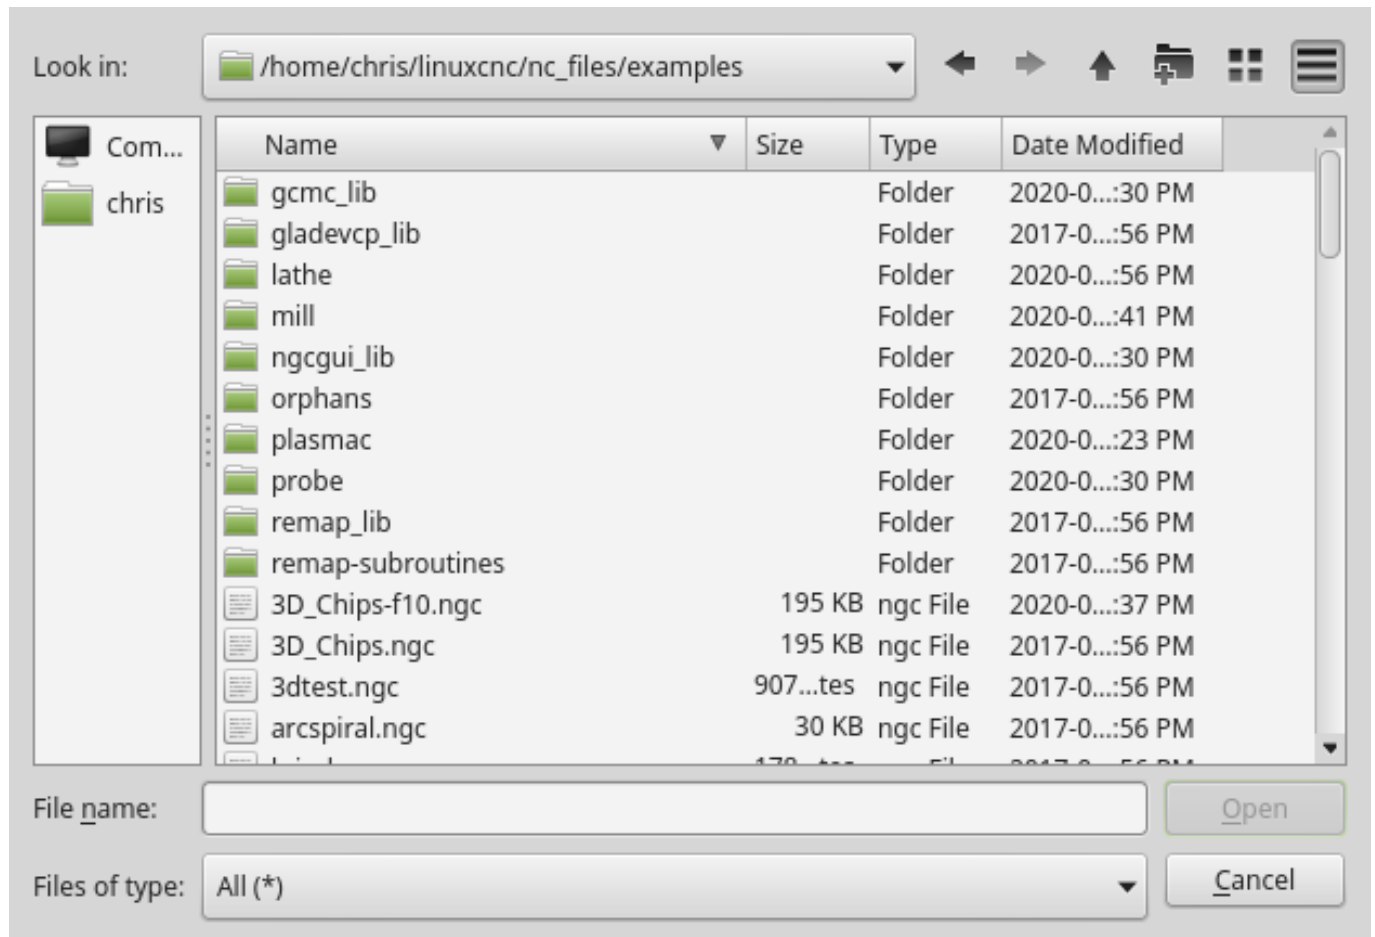 Look in: /home/chris/linuxcnc/nc_files/examples
Com...
chris
Name Size Type Date Modified
gcmc_lib Folder 2020-0...:30 PM
gladevcp_lib Folder 2017-0...:56 PM
lathe Folder 2020-0...:56 PM
mill Folder 2020-0...:41 PM
ngcgui_lib Folder 2020-0...:30 PM
orphans Folder 2017-0...:56 PM
plasmac Folder 2020-0...:23 PM
probe Folder 2020-0...:30 PM
remap_lib Folder 2017-0...:56 PM
remap-subroutines Folder 2017-0...:56 PM
3D_Chips-f10.ngc 195 KB ngc File 2020-0...:37 PM
3D_Chips.ngc 195 KB ngc File 2017-0...:56 PM
3dtest.ngc 907...tes ngc File 2017-0...:56 PM
arcspiral.ngc 30 KB ngc File 2017-0...:56 PM
File name: Open
Files of type: All (*) Cancel